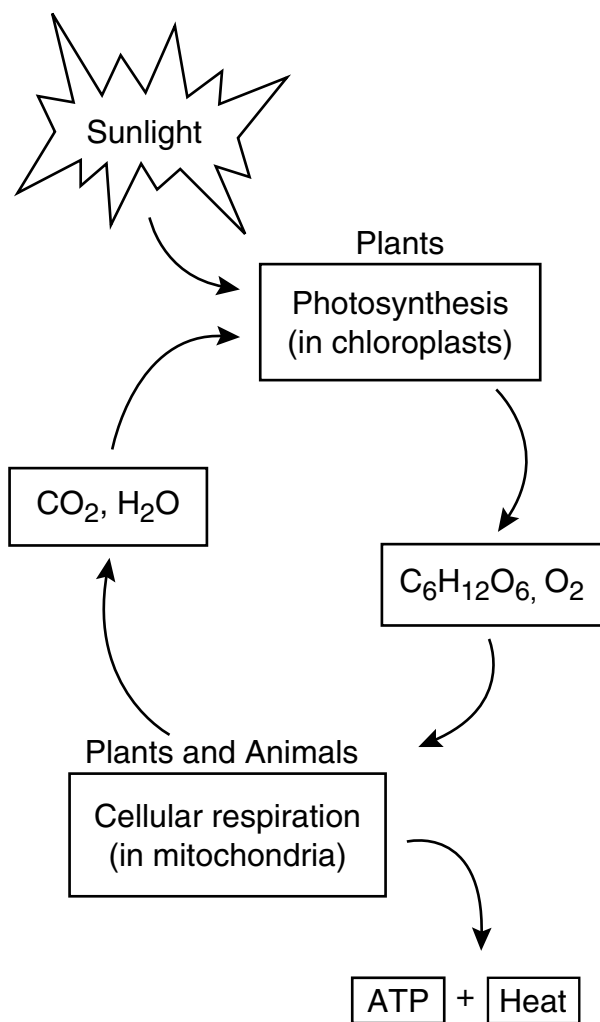 Sunlight
Plants
Photosynthesis
(in chloroplasts)
CO₂, H₂O
C₆H₁₂O₆, O₂
Plants and Animals
Cellular respiration
(in mitochondria)
ATP + Heat